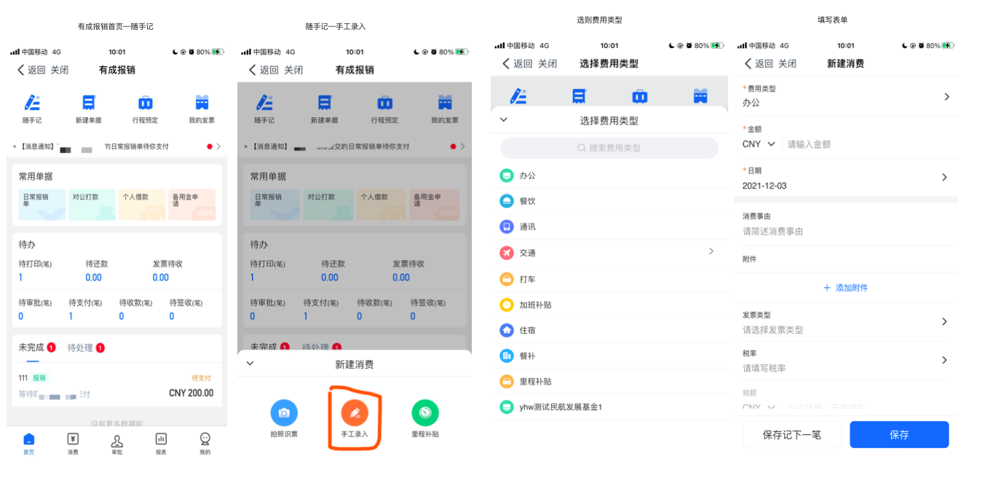 有成报销首页—随手记
中国移动 4G 10:01 80%
返回 关闭 有成报销
随手记 新建单据 行程预定 我的发票
【消息通知】 的日常报销单待你支付
常用单据
日常报销单 对公打款 个人借款 备用金申请
待办
待打印(笔) 待还款 发票待收
1 0.00 0.00
待审批(笔) 待支付(笔) 待收款(笔) 待签收(笔)
0 1 0 0
未完成 1 待处理 1
111 报销 待支付
等待 支付 CNY 200.00
没有更多数据啦
首页 消费 审批 报表 我的
随手记—手工录入
中国移动 4G 10:01 80%
返回 关闭 有成报销
随手记 新建单据 行程预定 我的发票
【消息通知】 交的日常报销单待你支付
常用单据
日常报销单 对公打款 个人借款 备用金申请
待办
待打印(笔) 待还款 发票待收
1 0.00 0.00
待审批(笔) 待支付(笔) 待收款(笔) 待签收(笔)
0 1 0 0
未完成 1 待处理 1
新建消费
拍照识票 手工录入 里程补贴
选则费用类型
中国移动 4G 10:01 80%
返回 关闭 选择费用类型
选择费用类型
搜索费用类型
办公
餐饮
通讯
交通
打车
加班补贴
住宿
餐补
里程补贴
yhw测试民航发展基金1
填写表单
中国移动 4G 10:01 80%
返回 关闭 新建消费
*费用类型
办公
*金额
CNY 请输入金额
*日期
2021-12-03
消费事由
请简述消费事由
附件
+ 添加附件
发票类型
请选择发票类型
税率
请填写税率
税额
CNY 公式计算，无需填写
保存记下一笔 保存